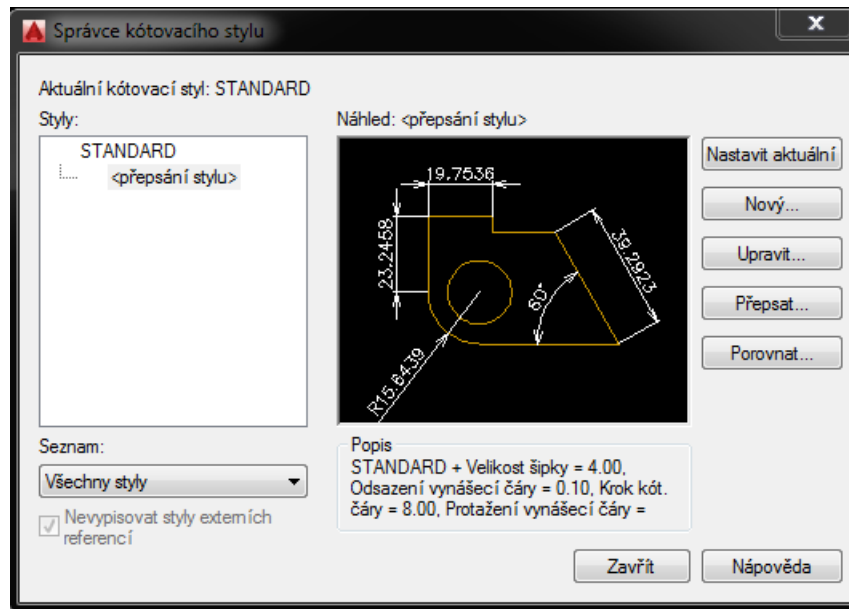 Správce kótovacího stylu
Aktuální kótovací styl: STANDARD
Styly:
STANDARD
<přepsání stylu>
Náhled: <přepsání stylu>
19.7536
23.2458
39.2923
60°
R15.6439
Nastavit aktuální
Nový...
Upravit...
Přepsat...
Porovnat...
Seznam:
Všechny styly
Nevypisovat styly externích
referencí
Popis
STANDARD + Velikost šipky = 4.00,
Odsazení vynášecí čáry = 0.10, Krok kót.
čáry = 8.00, Protažení vynášecí čáry =
Zavřít
Nápověda